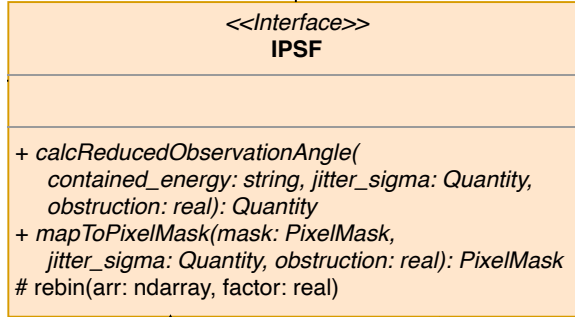 <<Interface>>
IPSF
+ calcReducedObservationAngle(
contained_energy: string, jitter_sigma: Quantity,
obstruction: real): Quantity
+ mapToPixelMask(mask: PixelMask,
jitter_sigma: Quantity, obstruction: real): PixelMask
# rebin(arr: ndarray, factor: real)